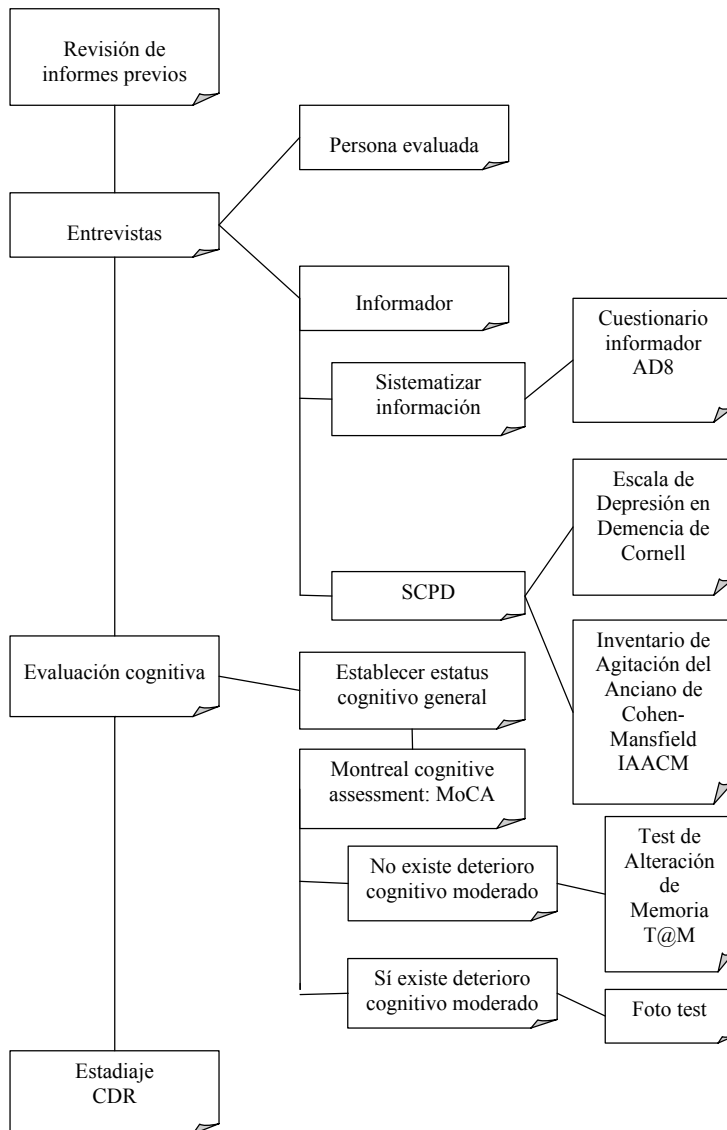 Revisión de
informes previos
Persona evaluada
Entrevistas
Informador
Cuestionario
informador
AD8
Sistematizar
información
Escala de
Depresión en
Demencia de
Cornell
SCPD
Inventario de
Agitación del
Anciano de
Cohen-
Mansfield
IAACM
Evaluación cognitiva
Establecer estatus
cognitivo general
Montreal cognitive
assessment: MoCA
No existe deterioro
cognitivo moderado
Test de
Alteración
de
Memoria
T@M
Sí existe deterioro
cognitivo moderado
Foto test
Estadiaje
CDR